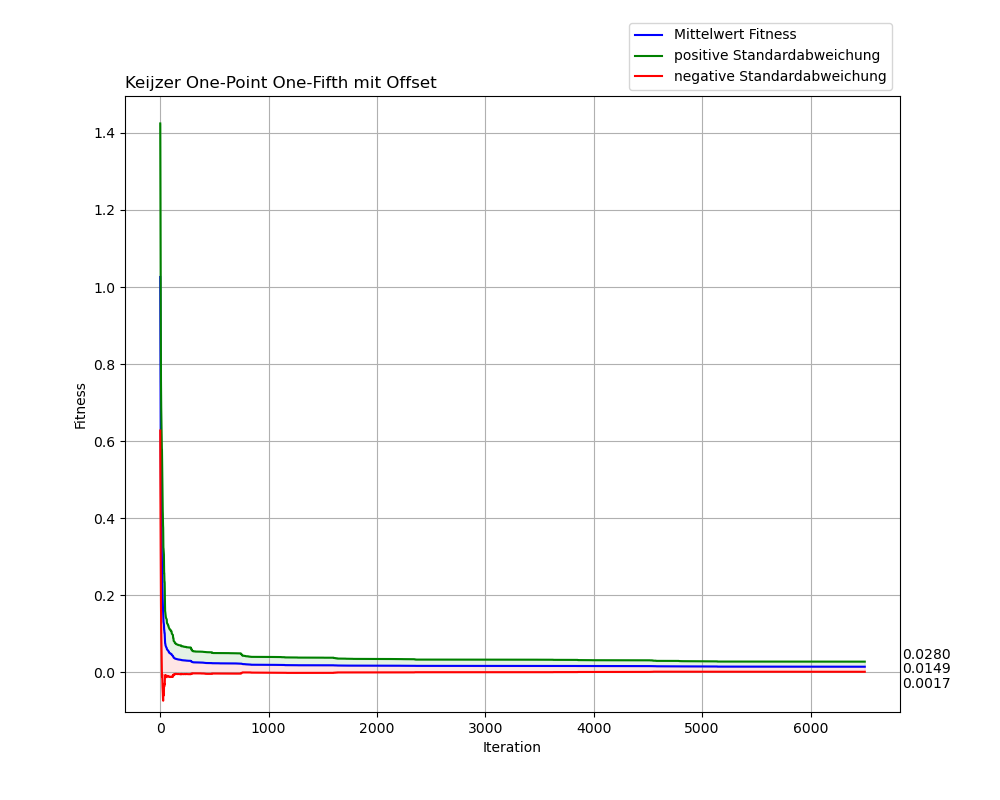 Mittelwert Fitness
positive Standardabweichung
negative Standardabweichung
Keijzer One-Point One-Fifth mit Offset
1.4
1.2
1.0
0.8
0.6
0.4
0.2
0.0
Fitness
0.0280
0.0149
0.0017
0 1000 2000 3000 4000 5000 6000
Iteration